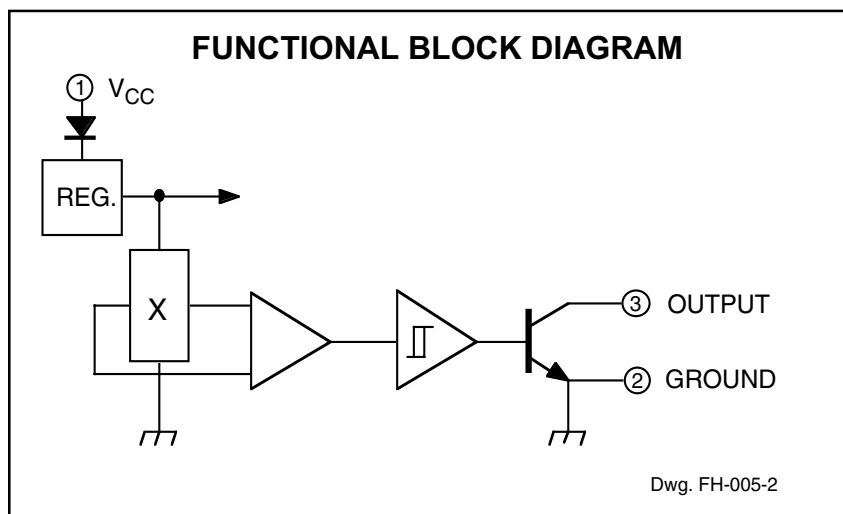 FUNCTIONAL BLOCK DIAGRAM
1 VCC
REG.
X
3 OUTPUT
2 GROUND
Dwg. FH-005-2